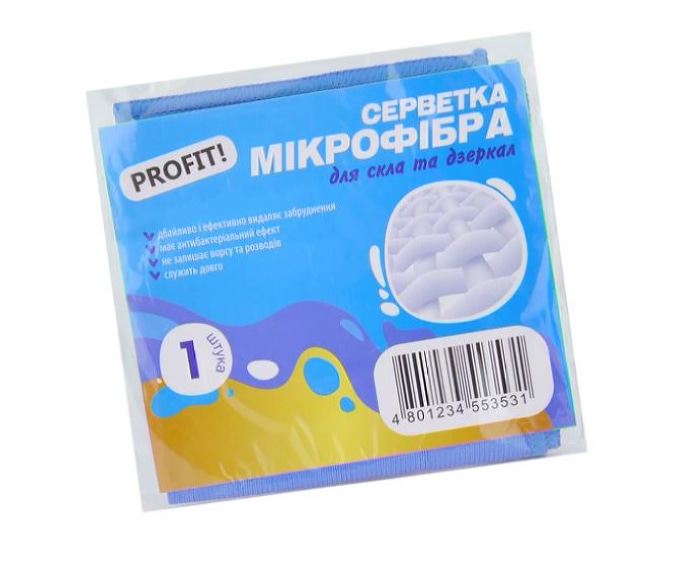 СЕРВЕТКА
МІКРОФІБРА
для скла та дзеркал
PROFIT!
дбайливо і ефективно видаляє забруднення
має антибактеріальний ефект
не залишає ворсу та розводів
служить довго
1
штука
4 801234 553531